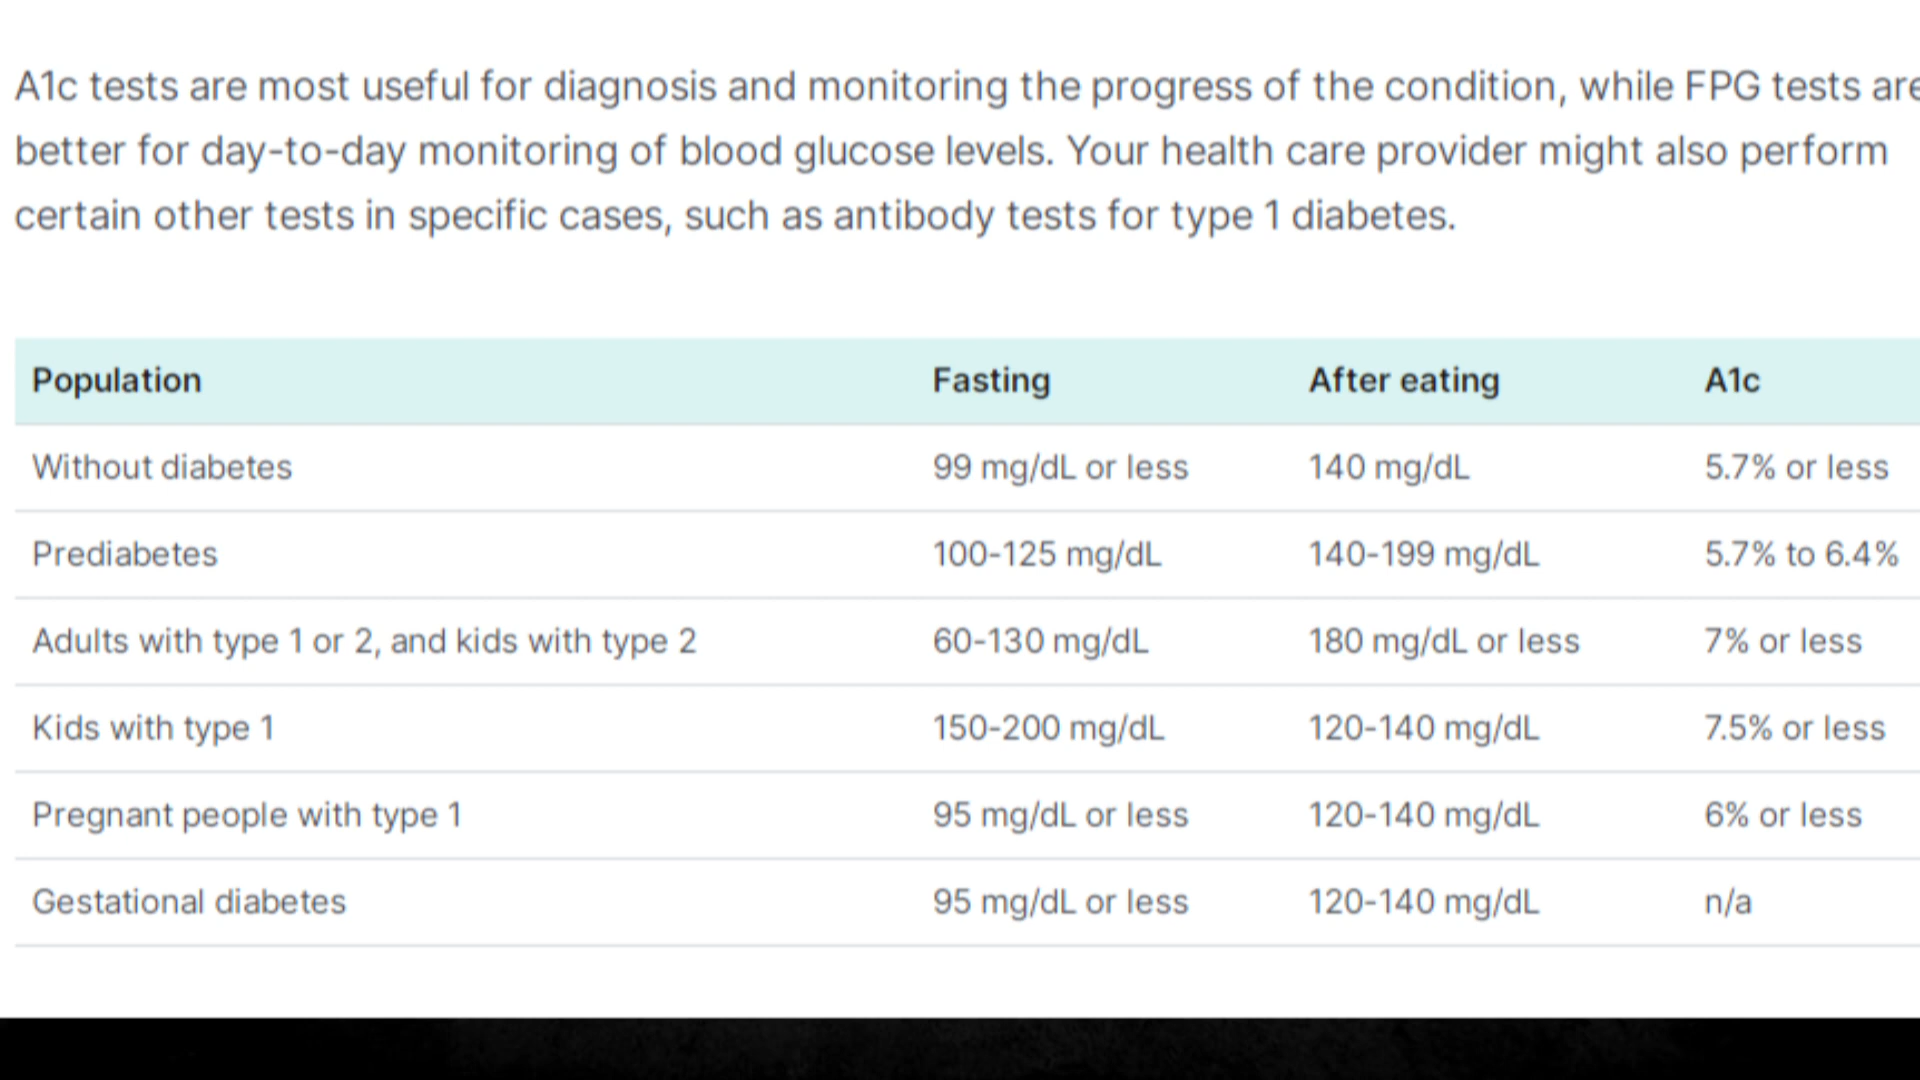 A1c tests are most useful for diagnosis and monitoring the progress of the condition, while FPG tests are
better for day-to-day monitoring of blood glucose levels. Your health care provider might also perform
certain other tests in specific cases, such as antibody tests for type 1 diabetes.
Population Fasting After eating A1c
Without diabetes 99 mg/dL or less 140 mg/dL 5.7% or less
Prediabetes 100-125 mg/dL 140-199 mg/dL 5.7% to 6.4%
Adults with type 1 or 2, and kids with type 2 60-130 mg/dL 180 mg/dL or less 7% or less
Kids with type 1 150-200 mg/dL 120-140 mg/dL 7.5% or less
Pregnant people with type 1 95 mg/dL or less 120-140 mg/dL 6% or less
Gestational diabetes 95 mg/dL or less 120-140 mg/dL n/a